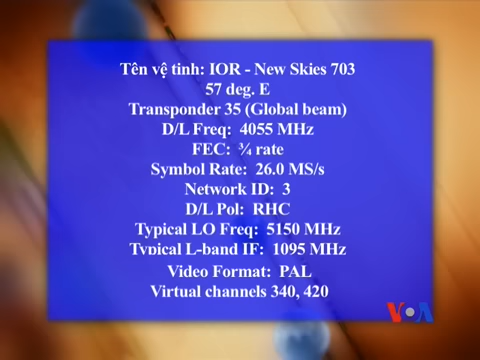 Tên vệ tinh: IOR - New Skies 703
57 deg. E
Transponder 35 (Global beam)
D/L Freq: 4055 MHz
FEC: ¾ rate
Symbol Rate: 26.0 MS/s
Network ID: 3
D/L Pol: RHC
Typical LO Freq: 5150 MHz
Typical L-band IF: 1095 MHz
Video Format: PAL
Virtual channels 340, 420
VOA